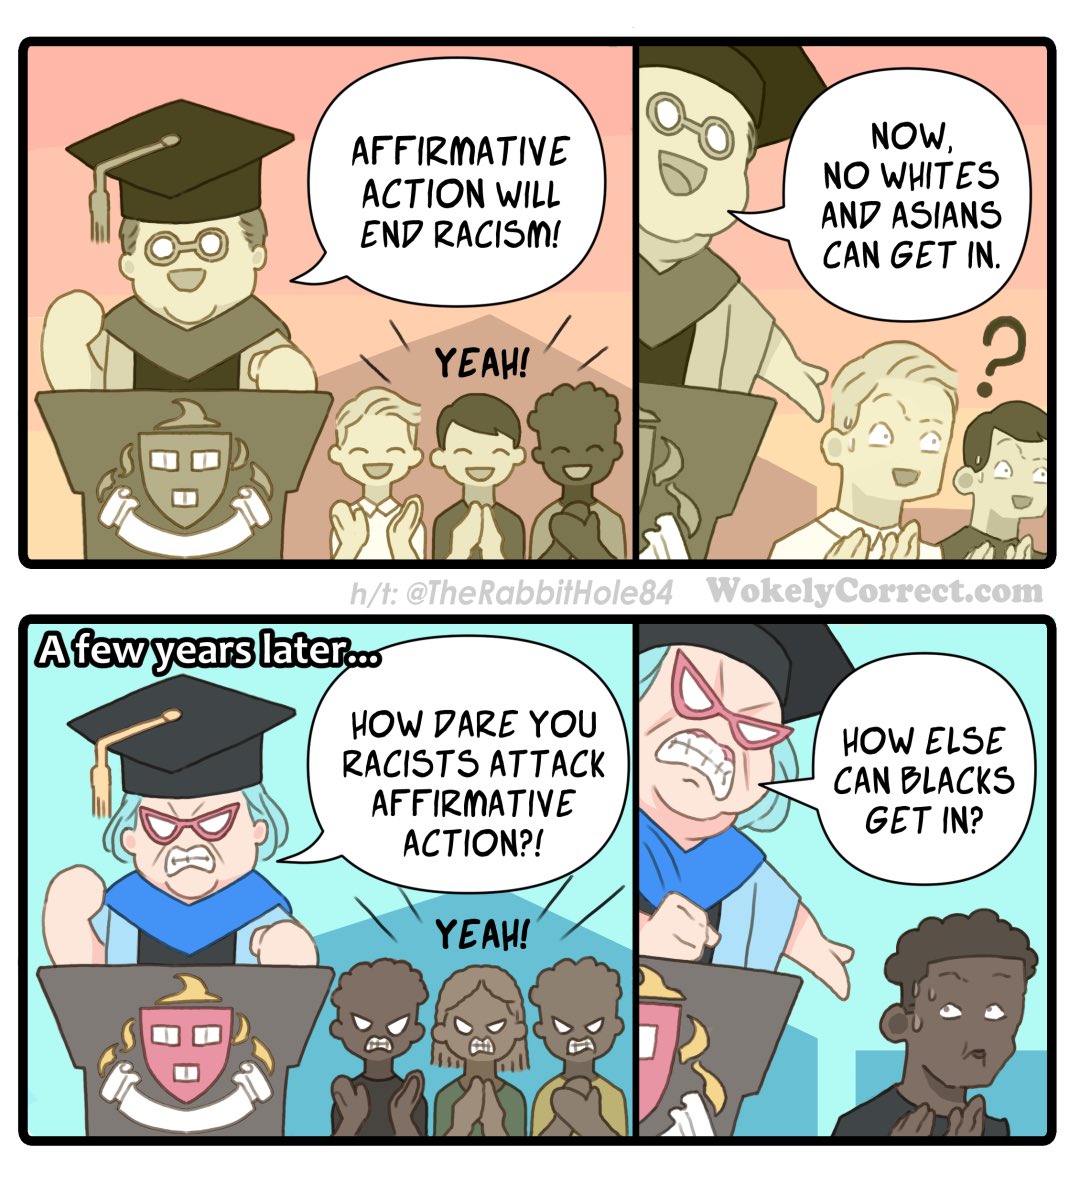 AFFIRMATIVE
ACTION WILL
END RACISM!
YEAH!
NOW,
NO WHITES
AND ASIANS
CAN GET IN.
?
h/t: @TheRabbitHole84 WokelyCorrect.com
A few years later...
HOW DARE YOU
RACISTS ATTACK
AFFIRMATIVE
ACTION?!
YEAH!
HOW ELSE
CAN BLACKS
GET IN?